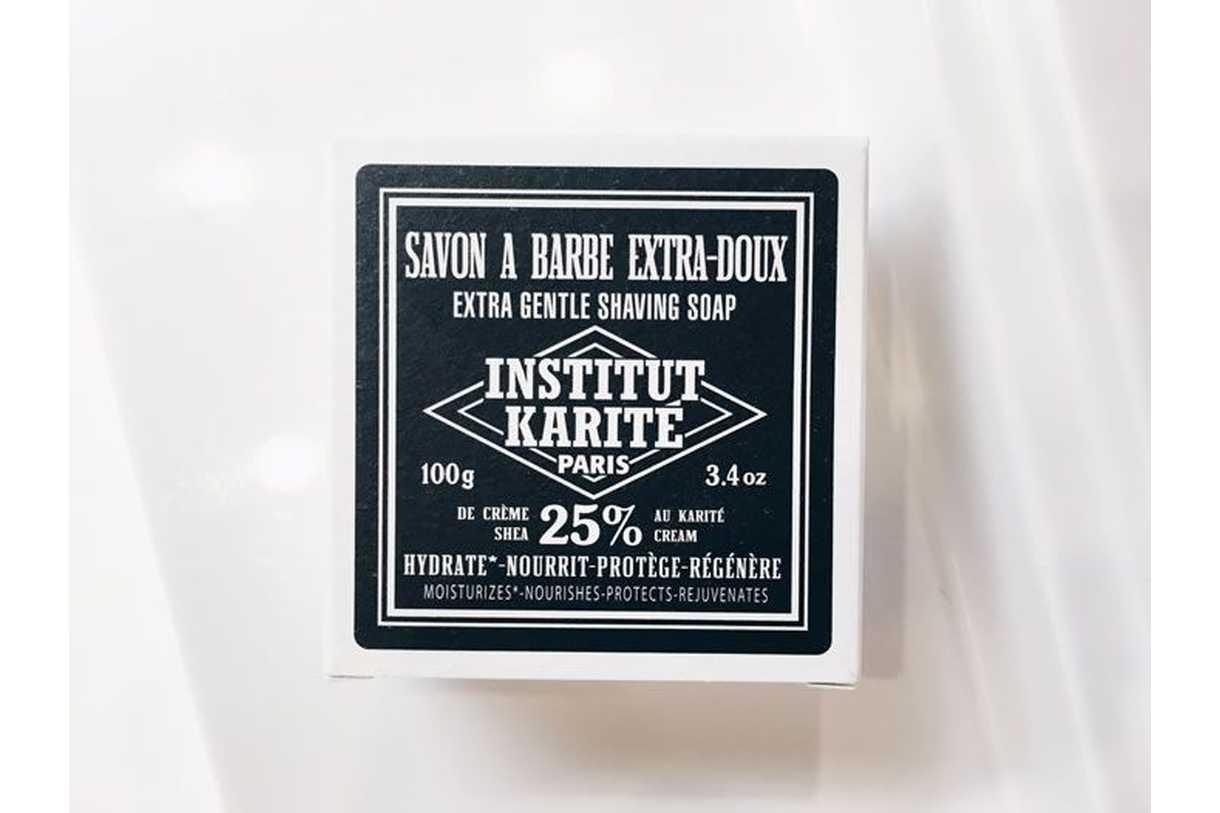 SAVON A BARBE EXTRA-DOUX
EXTRA GENTLE SHAVING SOAP
INSTITUT
KARITÉ
PARIS
100g 3.4 oz
DE CRÈME 25% AU KARITÉ
SHEA CREAM
HYDRATE*-NOURRIT-PROTÈGE-RÉGÉNÈRE
MOISTURIZES*-NOURISHES-PROTECTS-REJUVENATES